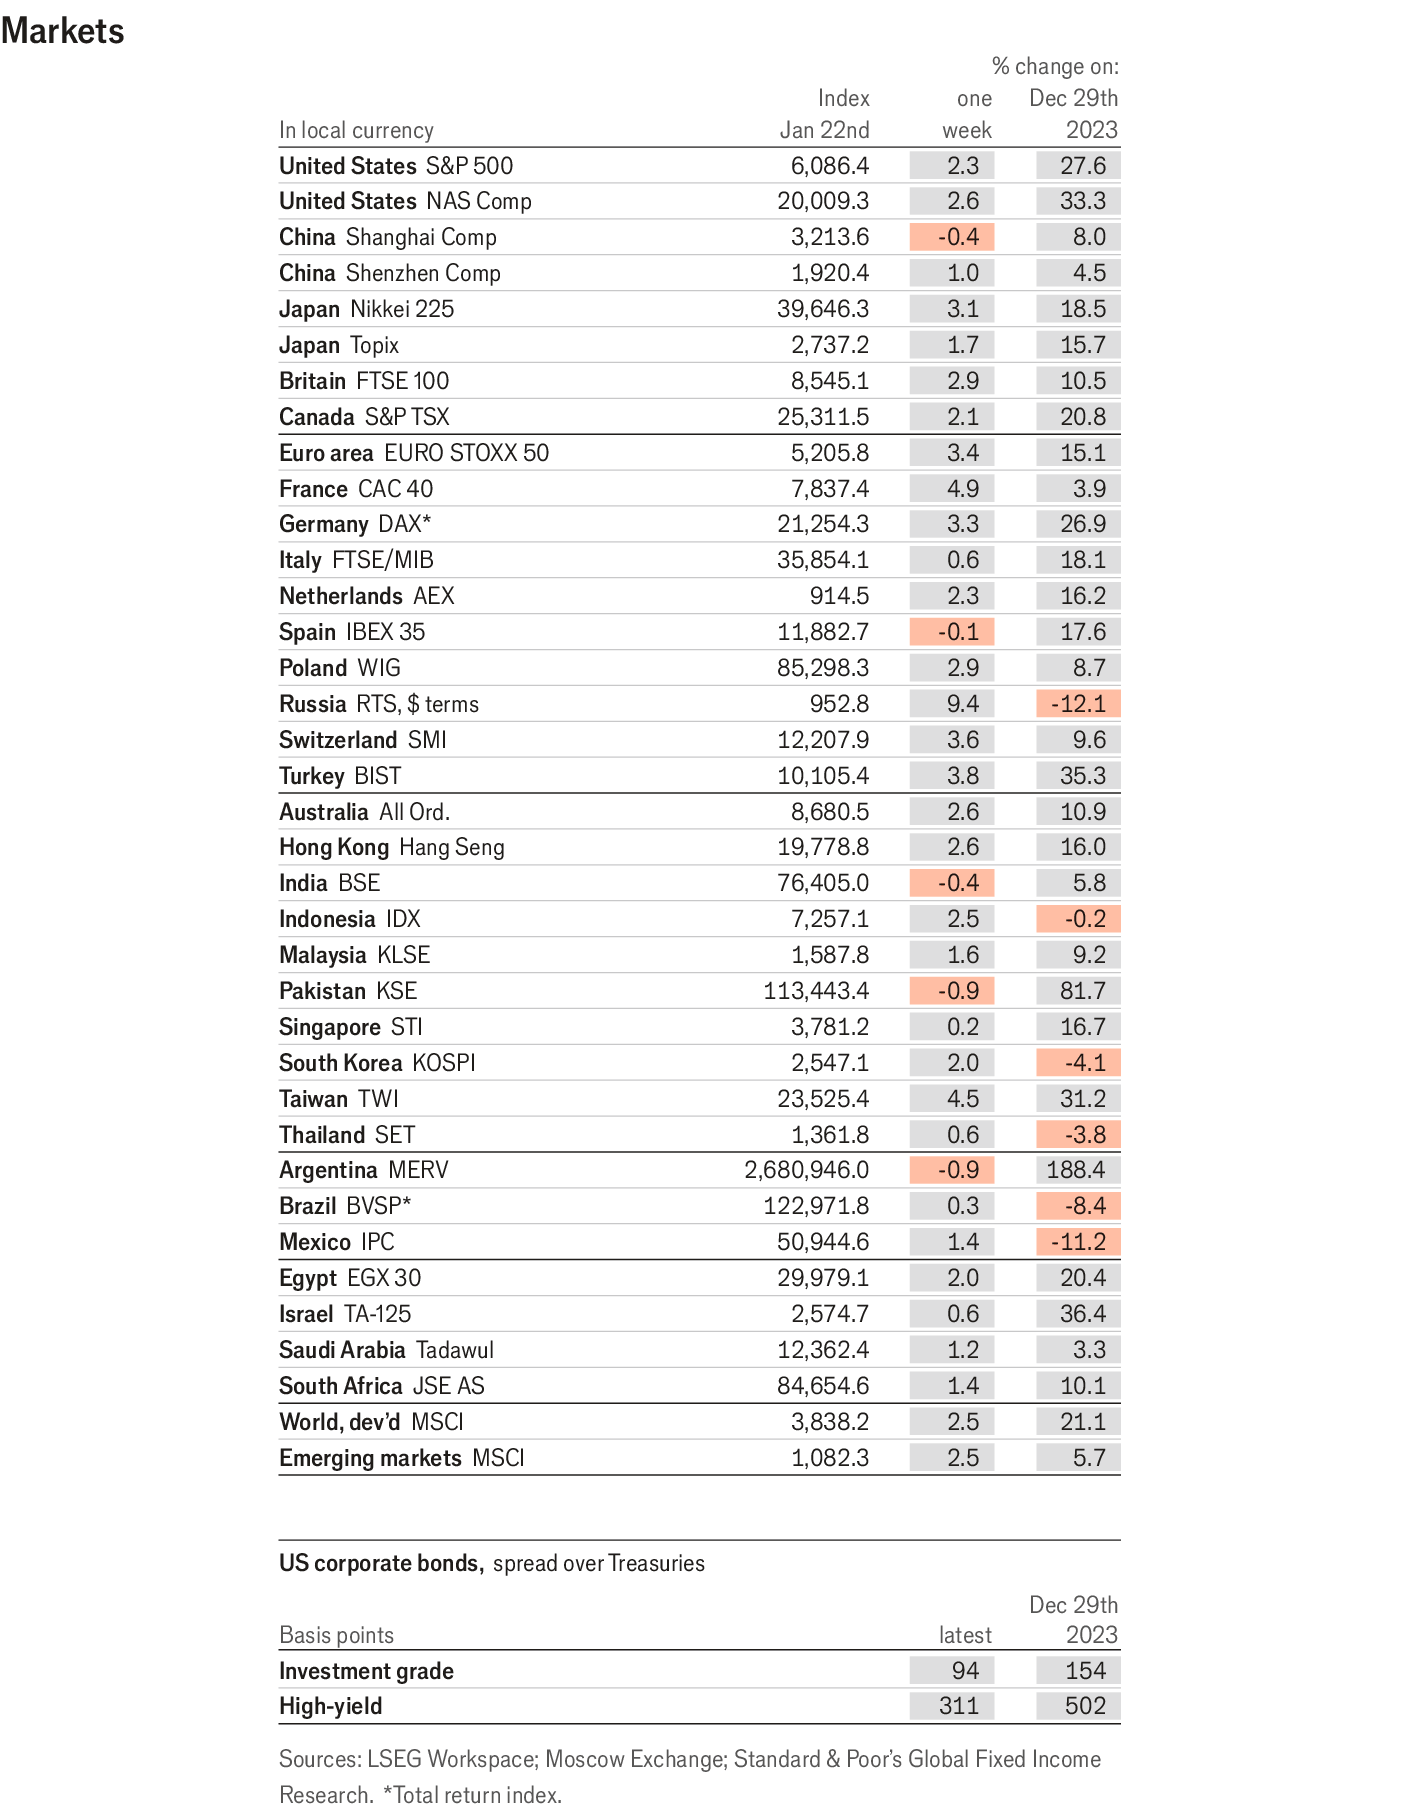 Markets
% change on:
Index one Dec 29th
In local currency Jan 22nd week 2023
United States S&P 500 6,086.4 2.3 27.6
United States NAS Comp 20,009.3 2.6 33.3
China Shanghai Comp 3,213.6 -0.4 8.0
China Shenzhen Comp 1,920.4 1.0 4.5
Japan Nikkei 225 39,646.3 3.1 18.5
Japan Topix 2,737.2 1.7 15.7
Britain FTSE 100 8,545.1 2.9 10.5
Canada S&P TSX 25,311.5 2.1 20.8
Euro area EURO STOXX 50 5,205.8 3.4 15.1
France CAC 40 7,837.4 4.9 3.9
Germany DAX* 21,254.3 3.3 26.9
Italy FTSE/MIB 35,854.1 0.6 18.1
Netherlands AEX 914.5 2.3 16.2
Spain IBEX 35 11,882.7 -0.1 17.6
Poland WIG 85,298.3 2.9 8.7
Russia RTS, $ terms 952.8 9.4 -12.1
Switzerland SMI 12,207.9 3.6 9.6
Turkey BIST 10,105.4 3.8 35.3
Australia All Ord. 8,680.5 2.6 10.9
Hong Kong Hang Seng 19,778.8 2.6 16.0
India BSE 76,405.0 -0.4 5.8
Indonesia IDX 7,257.1 2.5 -0.2
Malaysia KLSE 1,587.8 1.6 9.2
Pakistan KSE 113,443.4 -0.9 81.7
Singapore STI 3,781.2 0.2 16.7
South Korea KOSPI 2,547.1 2.0 -4.1
Taiwan TWI 23,525.4 4.5 31.2
Thailand SET 1,361.8 0.6 -3.8
Argentina MERV 2,680,946.0 -0.9 188.4
Brazil BVSP* 122,971.8 0.3 -8.4
Mexico IPC 50,944.6 1.4 -11.2
Egypt EGX 30 29,979.1 2.0 20.4
Israel TA-125 2,574.7 0.6 36.4
Saudi Arabia Tadawul 12,362.4 1.2 3.3
South Africa JSE AS 84,654.6 1.4 10.1
World, dev’d MSCI 3,838.2 2.5 21.1
Emerging markets MSCI 1,082.3 2.5 5.7
US corporate bonds, spread over Treasuries
Dec 29th
Basis points latest 2023
Investment grade 94 154
High-yield 311 502
Sources: LSEG Workspace; Moscow Exchange; Standard & Poor’s Global Fixed Income
Research. *Total return index.